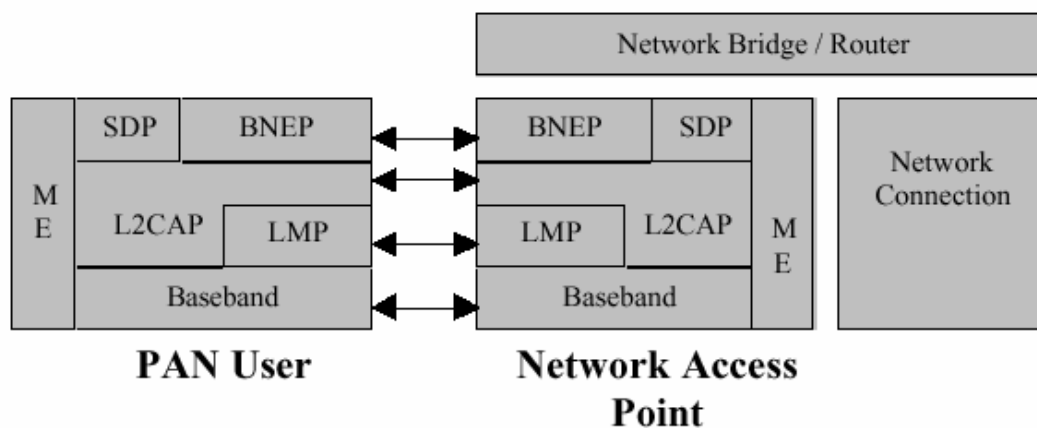 Network Bridge / Router
SDP
BNEP
BNEP
SDP
Network
Connection
M
E
L2CAP
LMP
LMP
L2CAP
M
E
Baseband
Baseband
PAN User
Network Access
Point